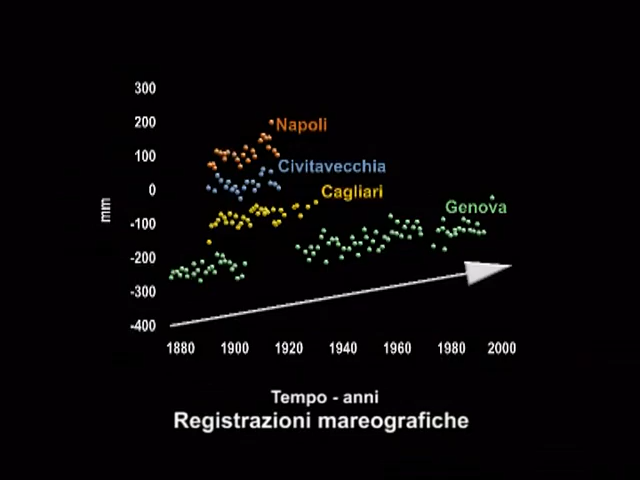 300
200
100
0
-100
-200
-300
-400
mm
Napoli
Civitavecchia
Cagliari
Genova
1880 1900 1920 1940 1960 1980 2000
Tempo - anni
Registrazioni mareografiche